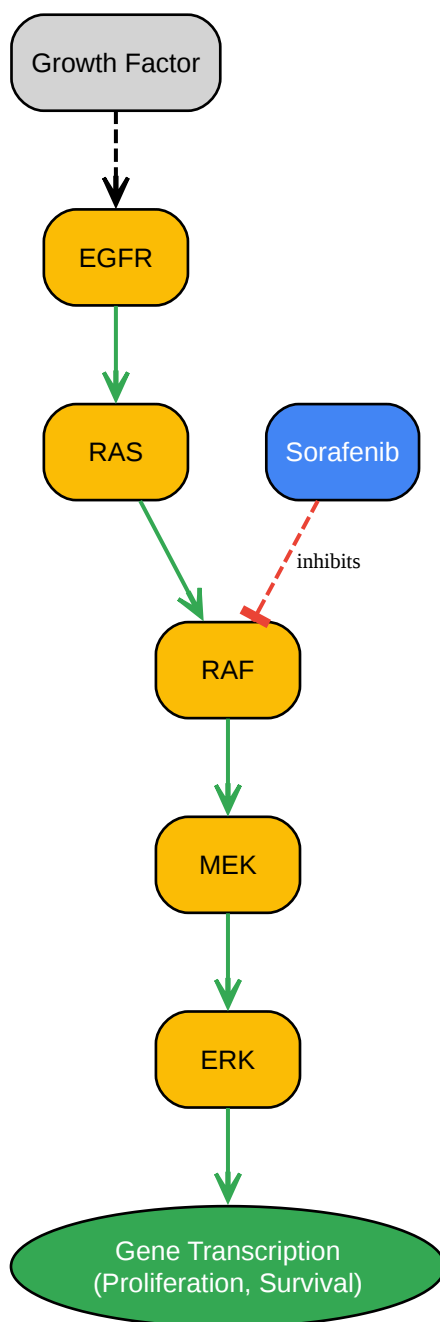 Growth Factor
EGFR
RAS
Sorafenib
inhibits
RAF
MEK
ERK
Gene Transcription
(Proliferation, Survival)